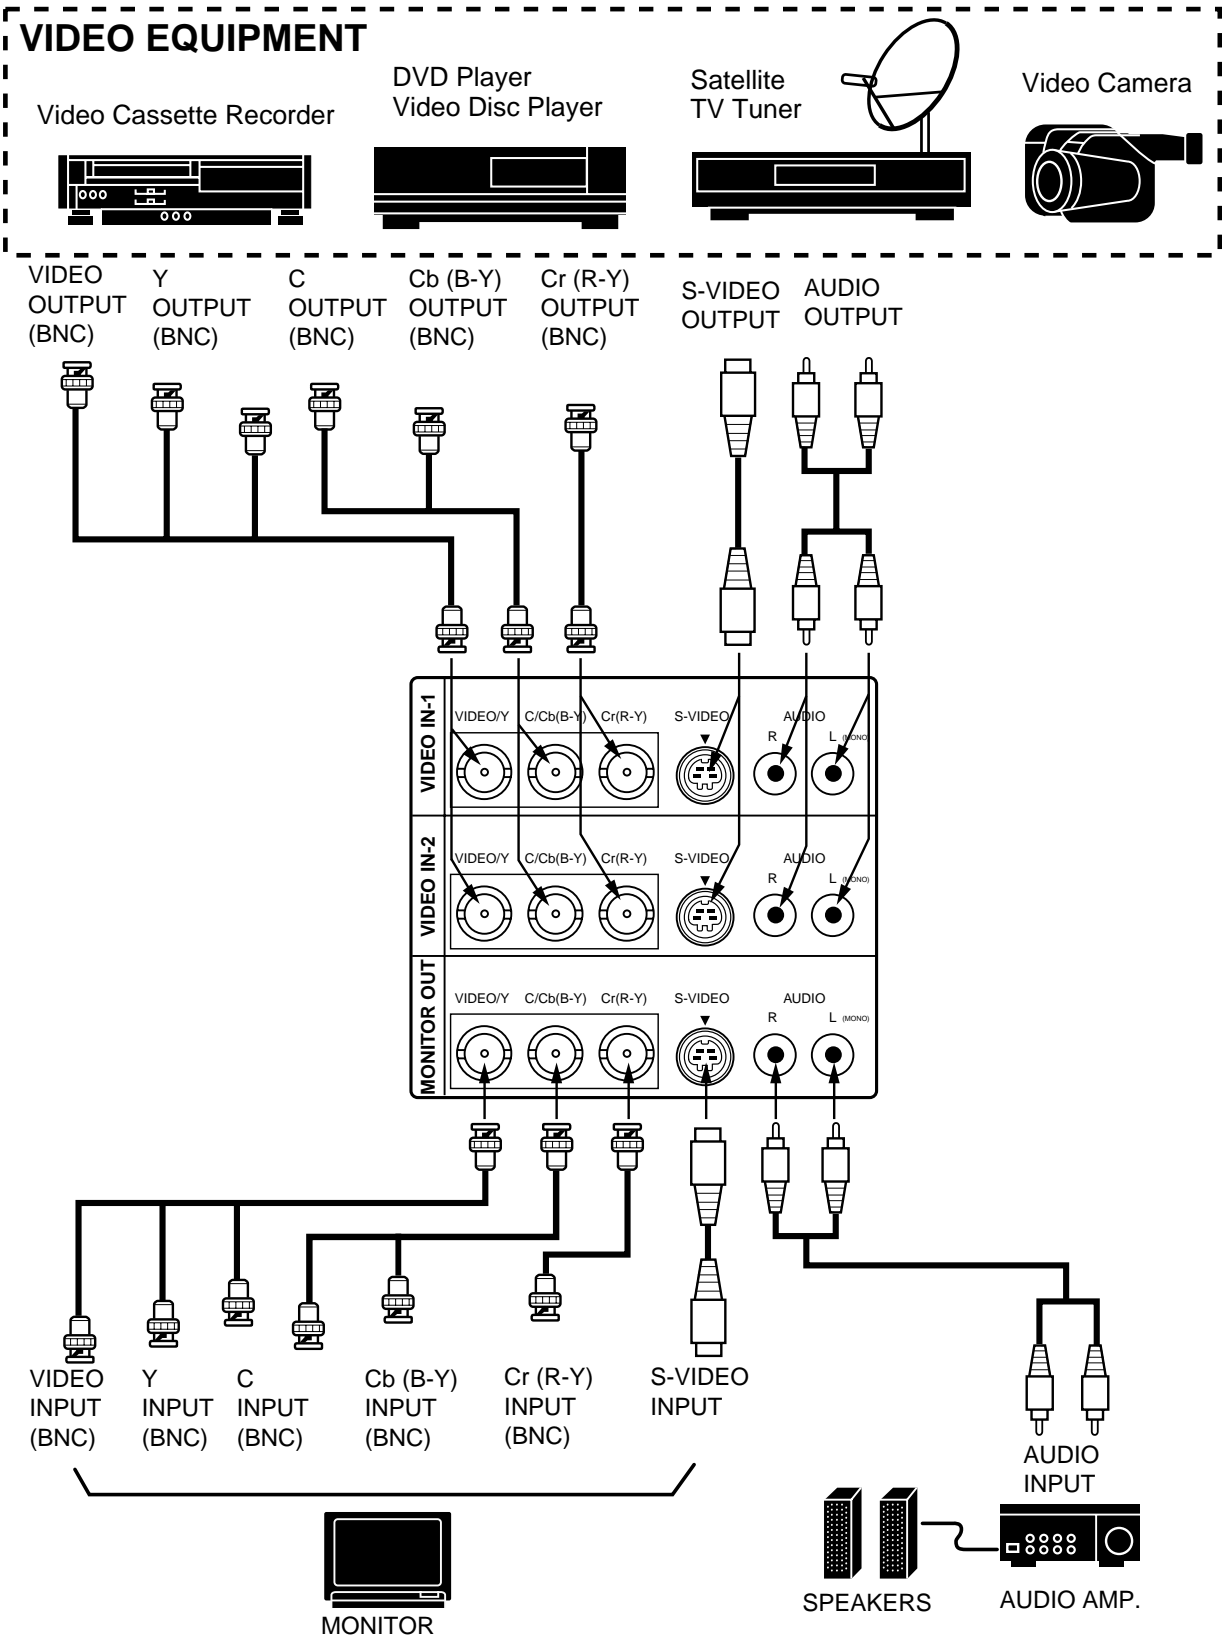 VIDEO EQUIPMENT
Video Cassette Recorder
DVD Player
Video Disc Player
Satellite
TV Tuner
Video Camera
VIDEO
OUTPUT
(BNC)
Y
OUTPUT
(BNC)
C
OUTPUT
(BNC)
Cb (B-Y)
OUTPUT
(BNC)
Cr (R-Y)
OUTPUT
(BNC)
S-VIDEO
OUTPUT
AUDIO
OUTPUT
VIDEO IN-1
VIDEO/Y
C/Cb(B-Y)
Cr(R-Y)
S-VIDEO
AUDIO
R
L (MONO)
VIDEO IN-2
VIDEO/Y
C/Cb(B-Y)
Cr(R-Y)
S-VIDEO
AUDIO
R
L (MONO)
MONITOR OUT
VIDEO/Y
C/Cb(B-Y)
Cr(R-Y)
S-VIDEO
AUDIO
R
L (MONO)
VIDEO
INPUT
(BNC)
Y
INPUT
(BNC)
C
INPUT
(BNC)
Cb (B-Y)
INPUT
(BNC)
Cr (R-Y)
INPUT
(BNC)
S-VIDEO
INPUT
AUDIO
INPUT
MONITOR
SPEAKERS
AUDIO AMP.